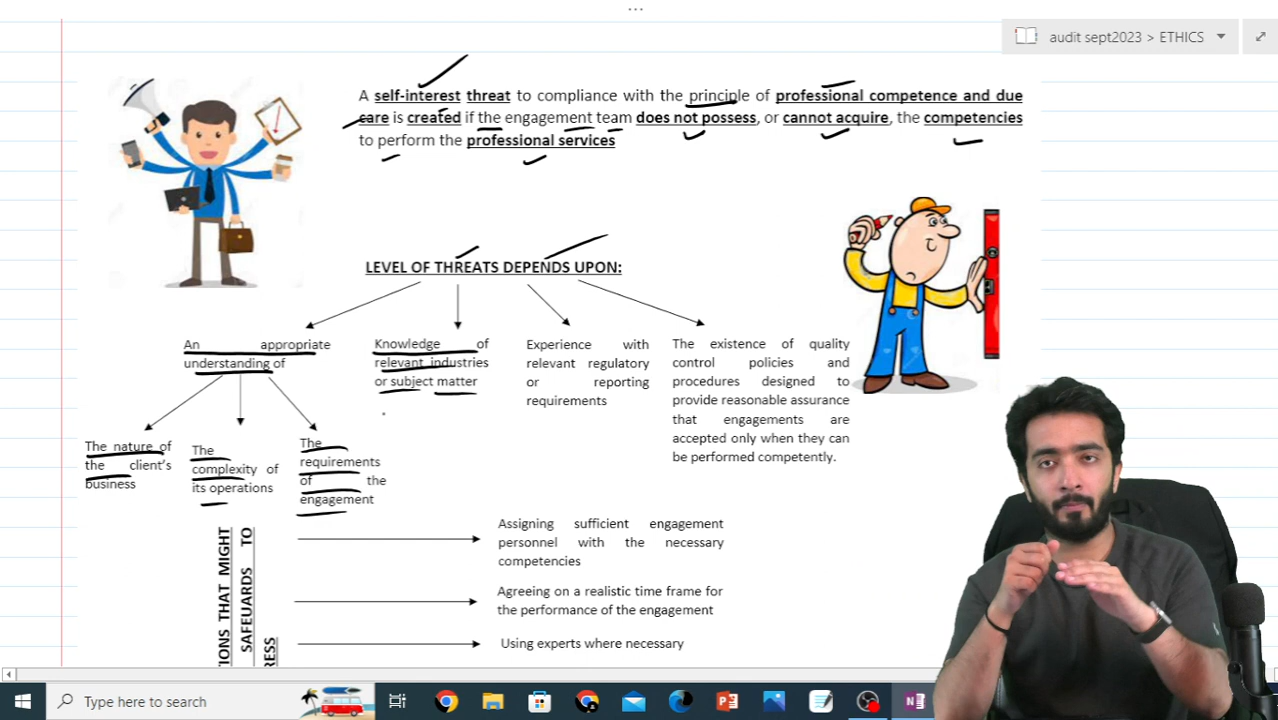 audit sept2023 > ETHICS
A self-interest threat to compliance with the principle of professional competence and due
care is created if the engagement team does not possess, or cannot acquire, the competencies
to perform the professional services
LEVEL OF THREATS DEPENDS UPON:
An appropriate
understanding of
Knowledge of
relevant industries
or subject matter
Experience with
relevant regulatory
or reporting
requirements
The existence of quality
control policies and
procedures designed to
provide reasonable assurance
that engagements are
accepted only when they can
be performed competently.
The nature of
the client's
business
The
complexity of
its operations
The
requirements
of the
engagement
IONS THAT MIGHT
SAFEUARDS TO
RESS
Assigning sufficient engagement
personnel with the necessary
competencies
Agreeing on a realistic time frame for
the performance of the engagement
Using experts where necessary
Type here to search